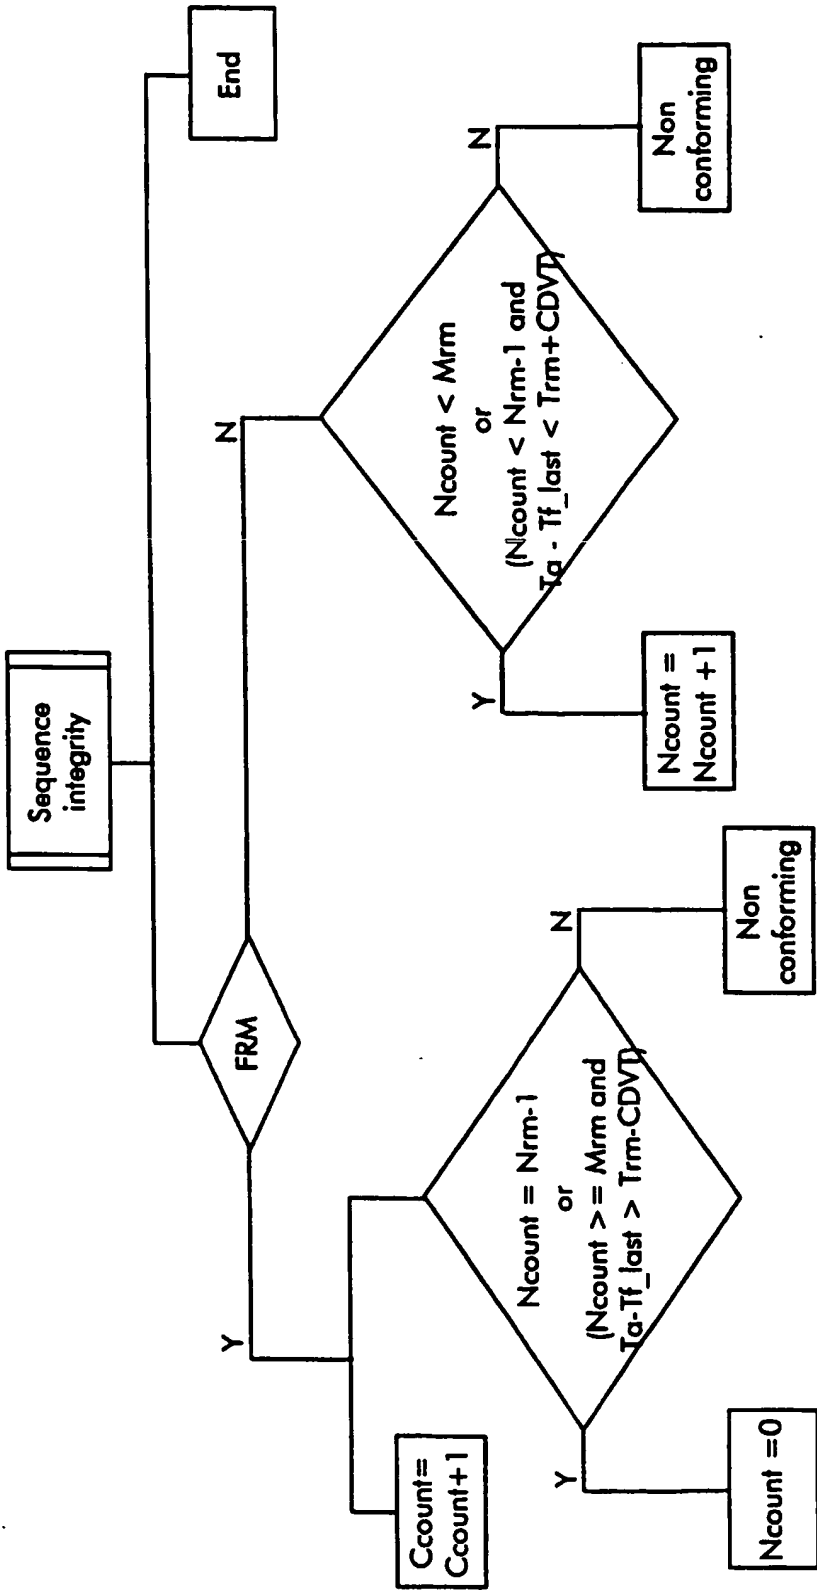 Sequence
integrity
End
FRM
Y
N
Ccount=
Ccount+1
Ncount = Nrm-1
or
(Ncount > = Mrm and
Ta-Tf_last > Trm-CDVT)
Y
N
Ncount =0
Non
conforming
Ncount < Mrm
or
(Ncount < Nrm-1 and
Ta - Tf_last < Trm+CDVT)
Y
N
Ncount =
Ncount +1
Non
conforming